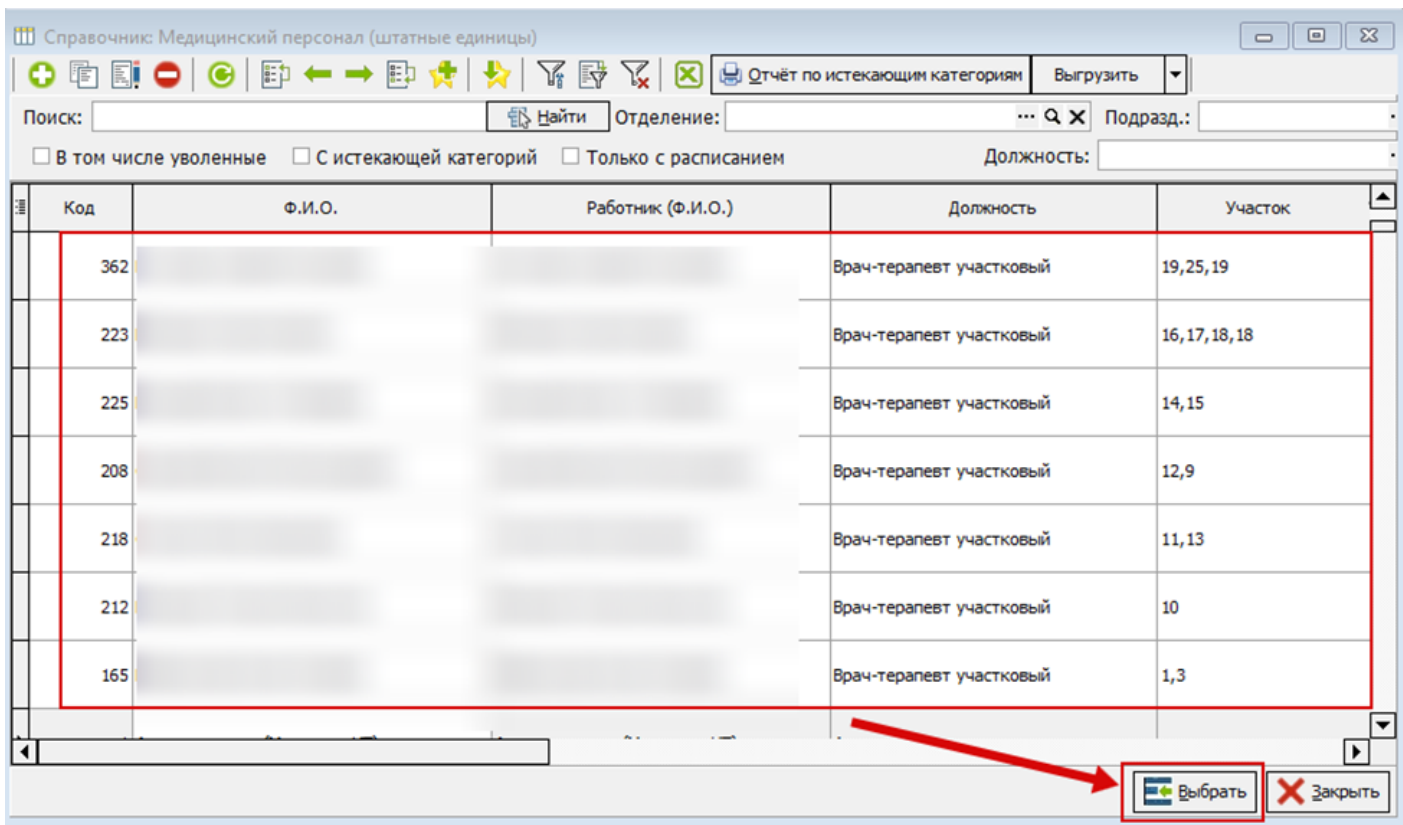 Справочник: Медицинский персонал (штатные единицы)
Отчёт по истекающим категориям Выгрузить
Поиск: Найти Отделение: ... Подразд.:
В том числе уволенные С истекающей категорий Только с расписанием Должность:
Код Ф.И.О. Работник (Ф.И.О.) Должность Участок
362 Врач-терапевт участковый 19,25,19
223 Врач-терапевт участковый 16,17,18,18
225 Врач-терапевт участковый 14,15
208 Врач-терапевт участковый 12,9
218 Врач-терапевт участковый 11,13
212 Врач-терапевт участковый 10
165 Врач-терапевт участковый 1,3
Выбрать Закрыть